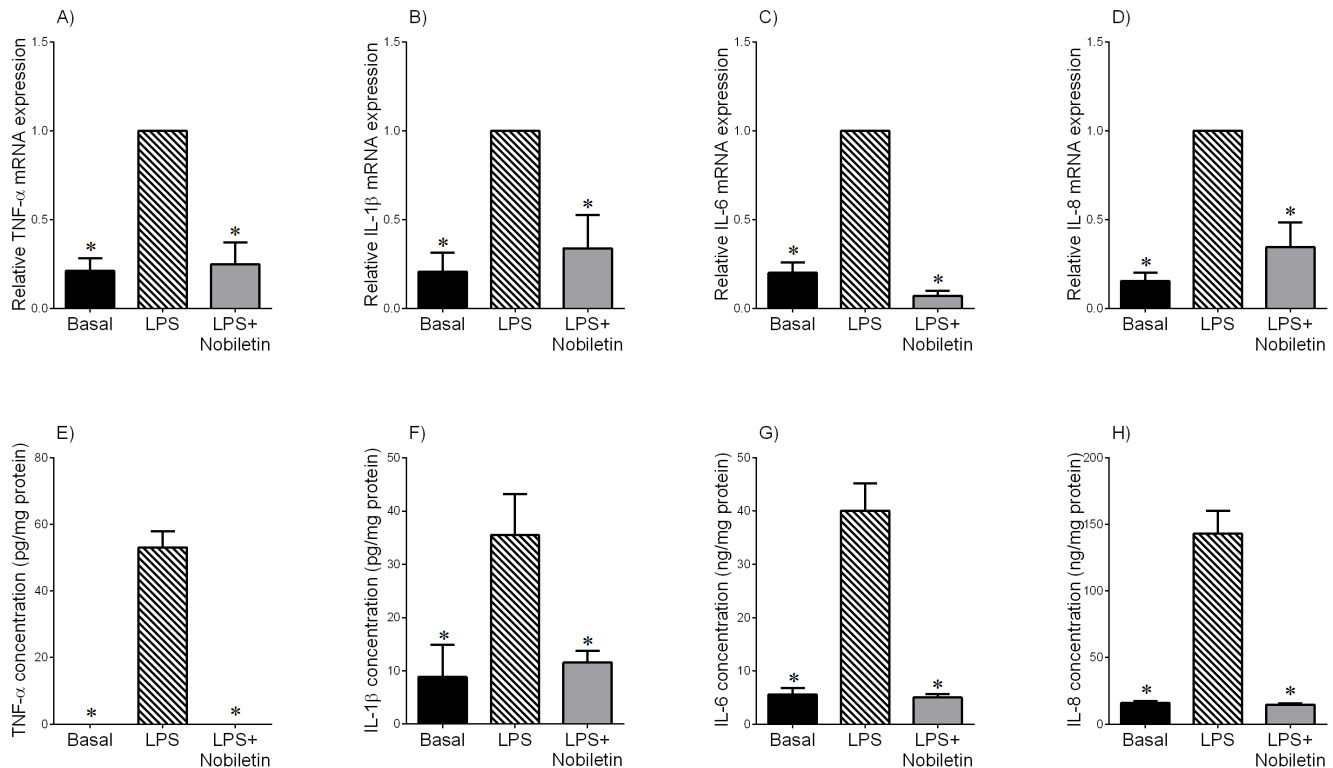 A)
Relative TNF-α mRNA expression
1.5
1.0
0.5
0.0
*
*
Basal LPS LPS+
Nobiletin
B)
Relative IL-1β mRNA expression
1.5
1.0
0.5
0.0
*
*
Basal LPS LPS+
Nobiletin
C)
Relative IL-6 mRNA expression
1.5
1.0
0.5
0.0
*
*
Basal LPS LPS+
Nobiletin
D)
Relative IL-8 mRNA expression
1.5
1.0
0.5
0.0
*
*
Basal LPS LPS+
Nobiletin
E)
TNF-α concentration (pg/mg protein)
80
60
40
20
0
*
*
Basal LPS LPS+
Nobiletin
F)
IL-1β concentration (pg/mg protein)
50
40
30
20
10
0
*
*
Basal LPS LPS+
Nobiletin
G)
IL-6 concentration (ng/mg protein)
50
40
30
20
10
0
*
*
Basal LPS LPS+
Nobiletin
H)
IL-8 concentration (ng/mg protein)
200
150
100
50
0
*
*
Basal LPS LPS+
Nobiletin